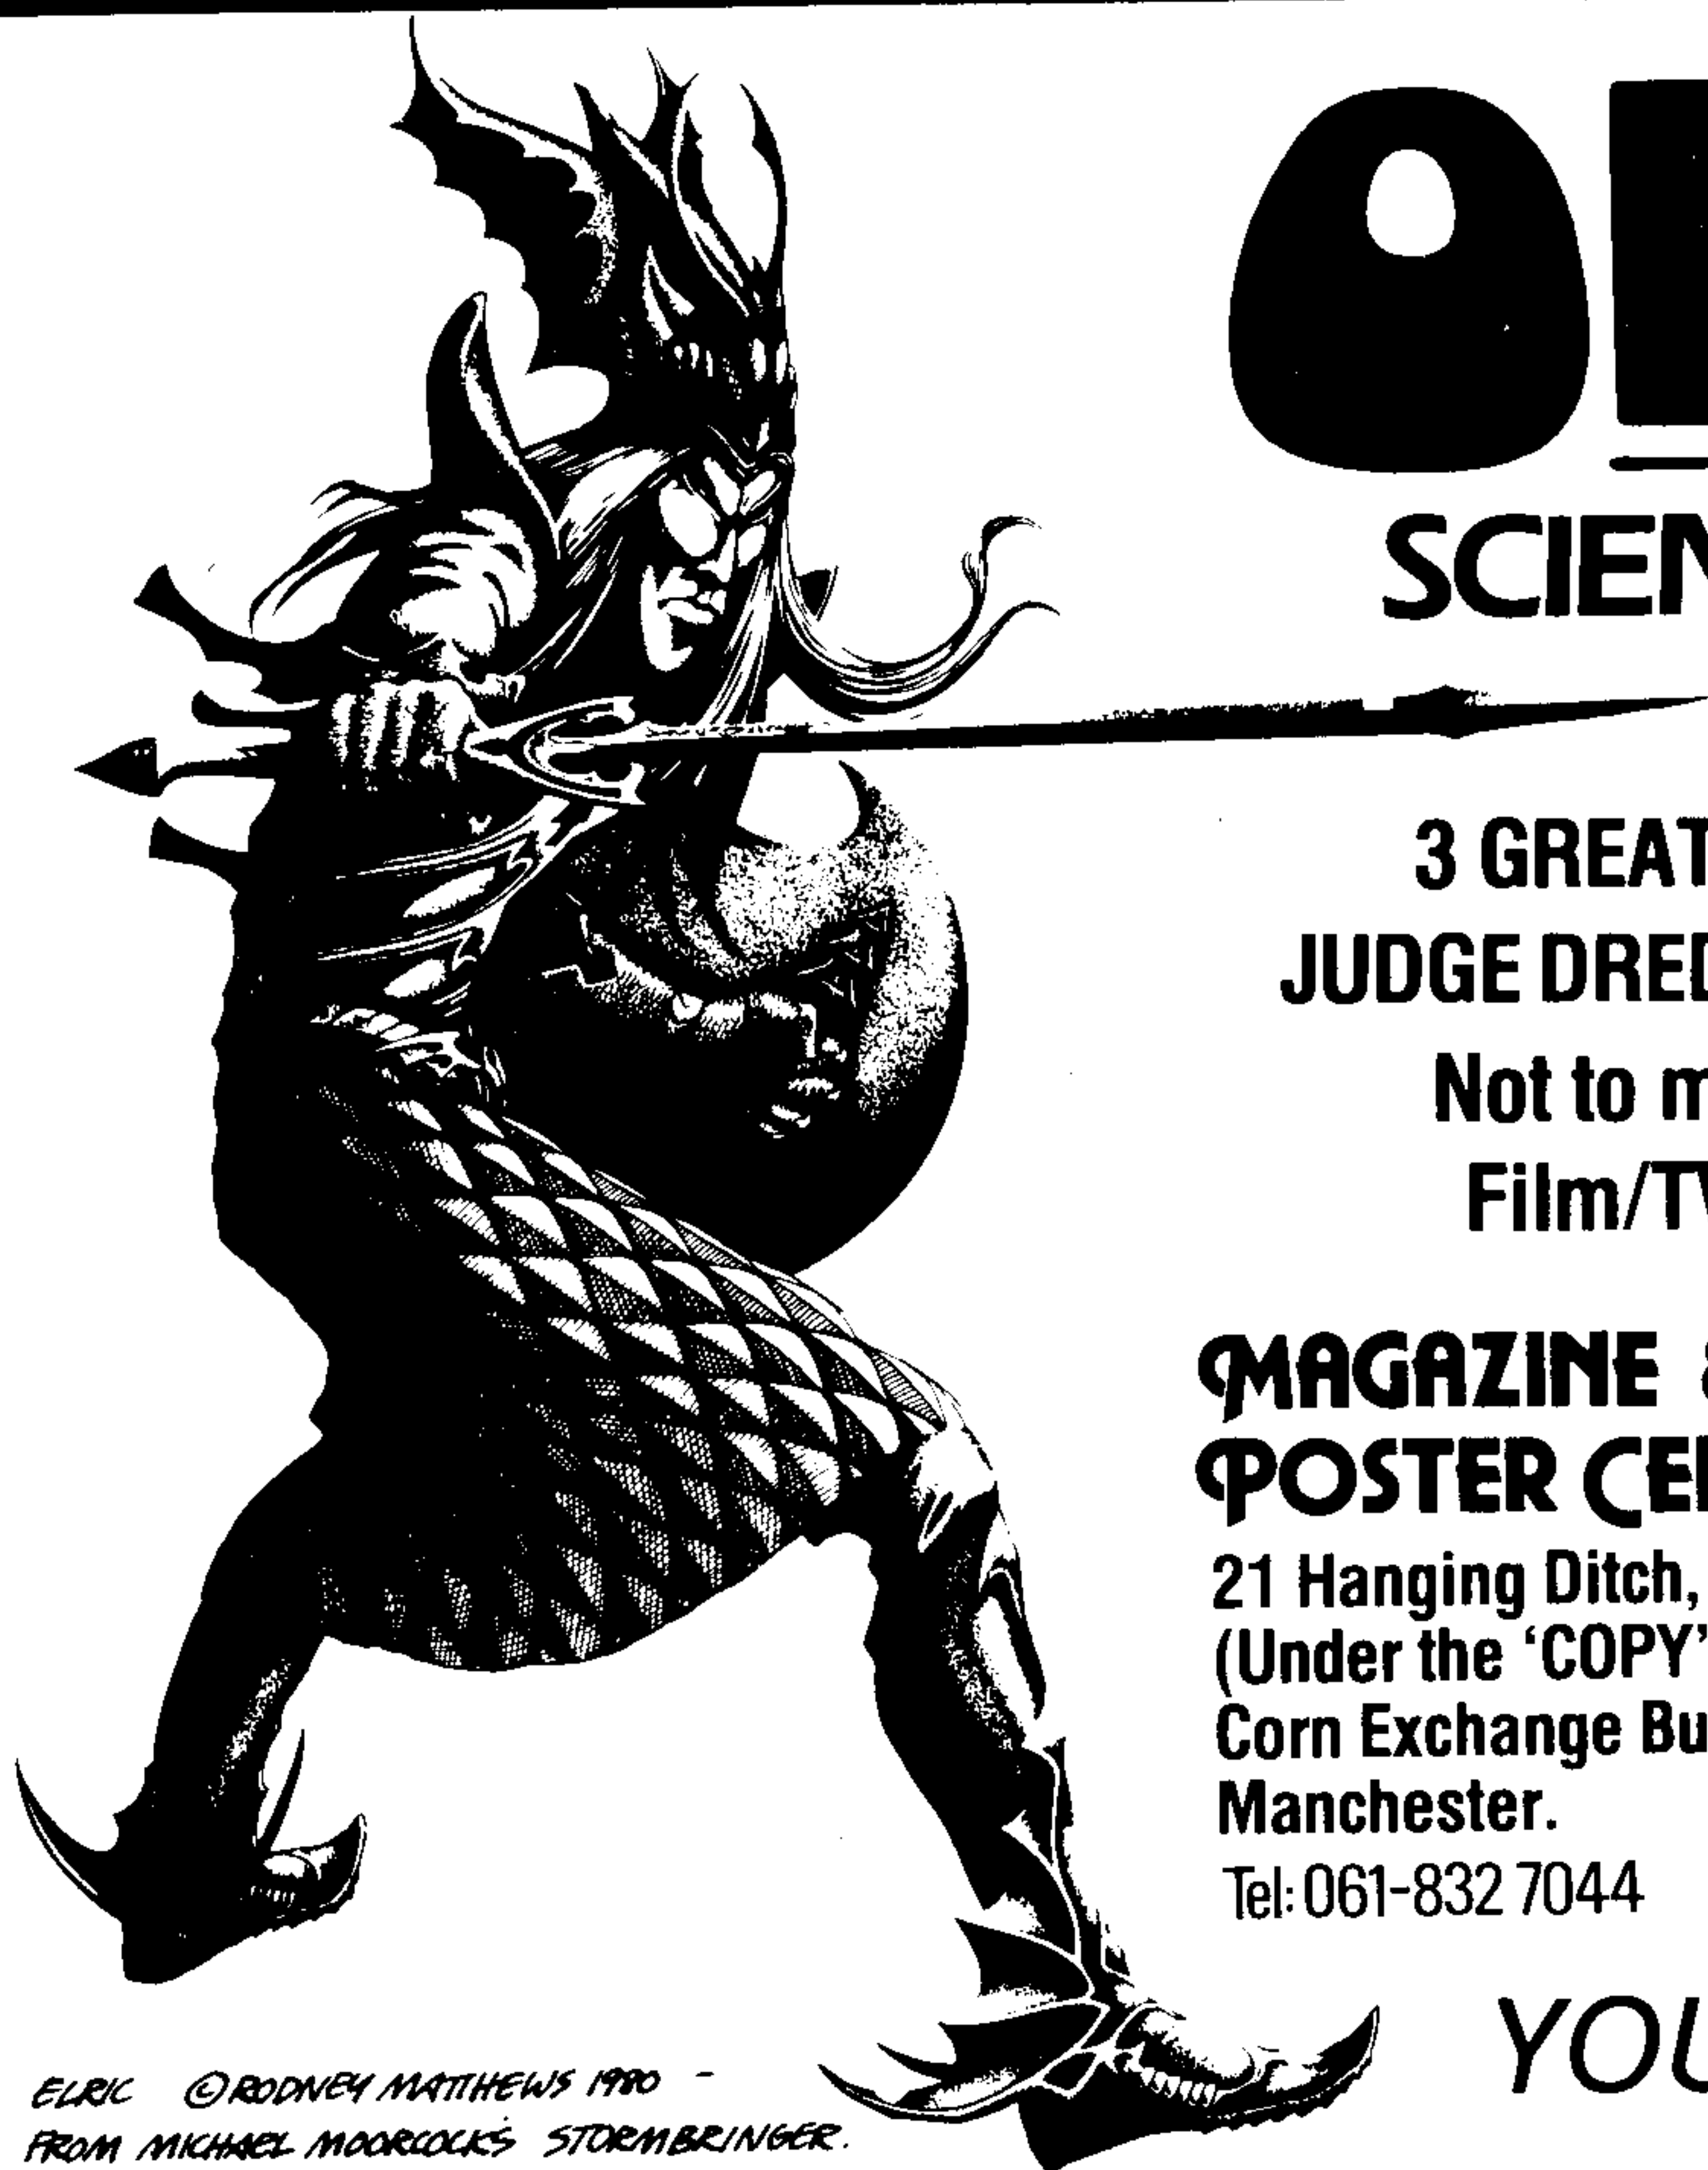 SCIEN
3 GREAT
JUDGE DRED
Not to m
Film/TV
MAGAZINE &
POSTER CEN
21 Hanging Ditch,
(Under the ‘COPY’
Corn Exchange Bu
Manchester.
Tel: 061-832 7044
YOU
ELRIC © RODNEY MATTHEWS 1980 -
FROM MICHAEL MOORCOCK'S STORMBRINGER.